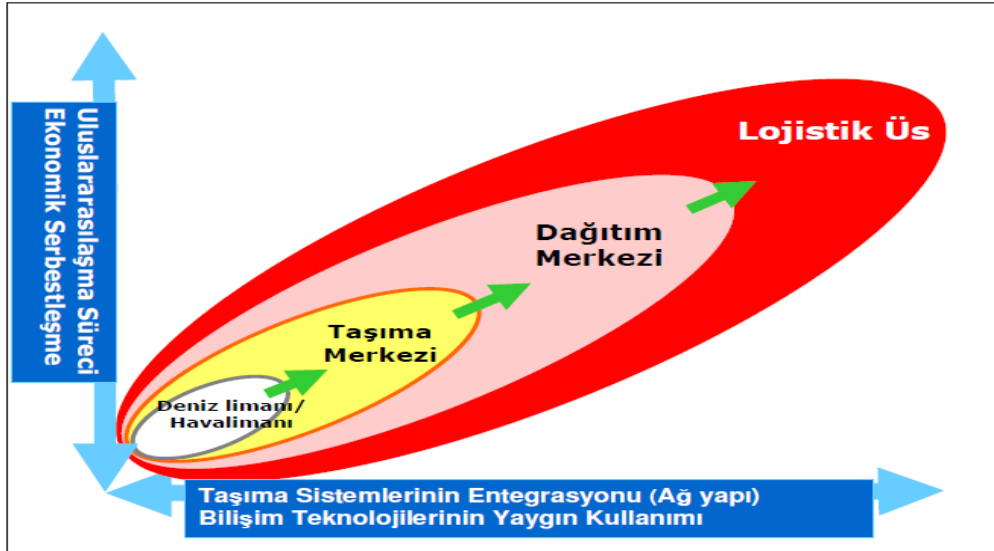 Uluslararasılaşma Süreci
Ekonomik Serbestleşme
Lojistik Üs
Dağıtım
Merkezi
Taşıma
Merkezi
Deniz limanı/
Havalimanı
Taşıma Sistemlerinin Entegrasyonu (Ağ yapı)
Bilişim Teknolojilerinin Yaygın Kullanımı